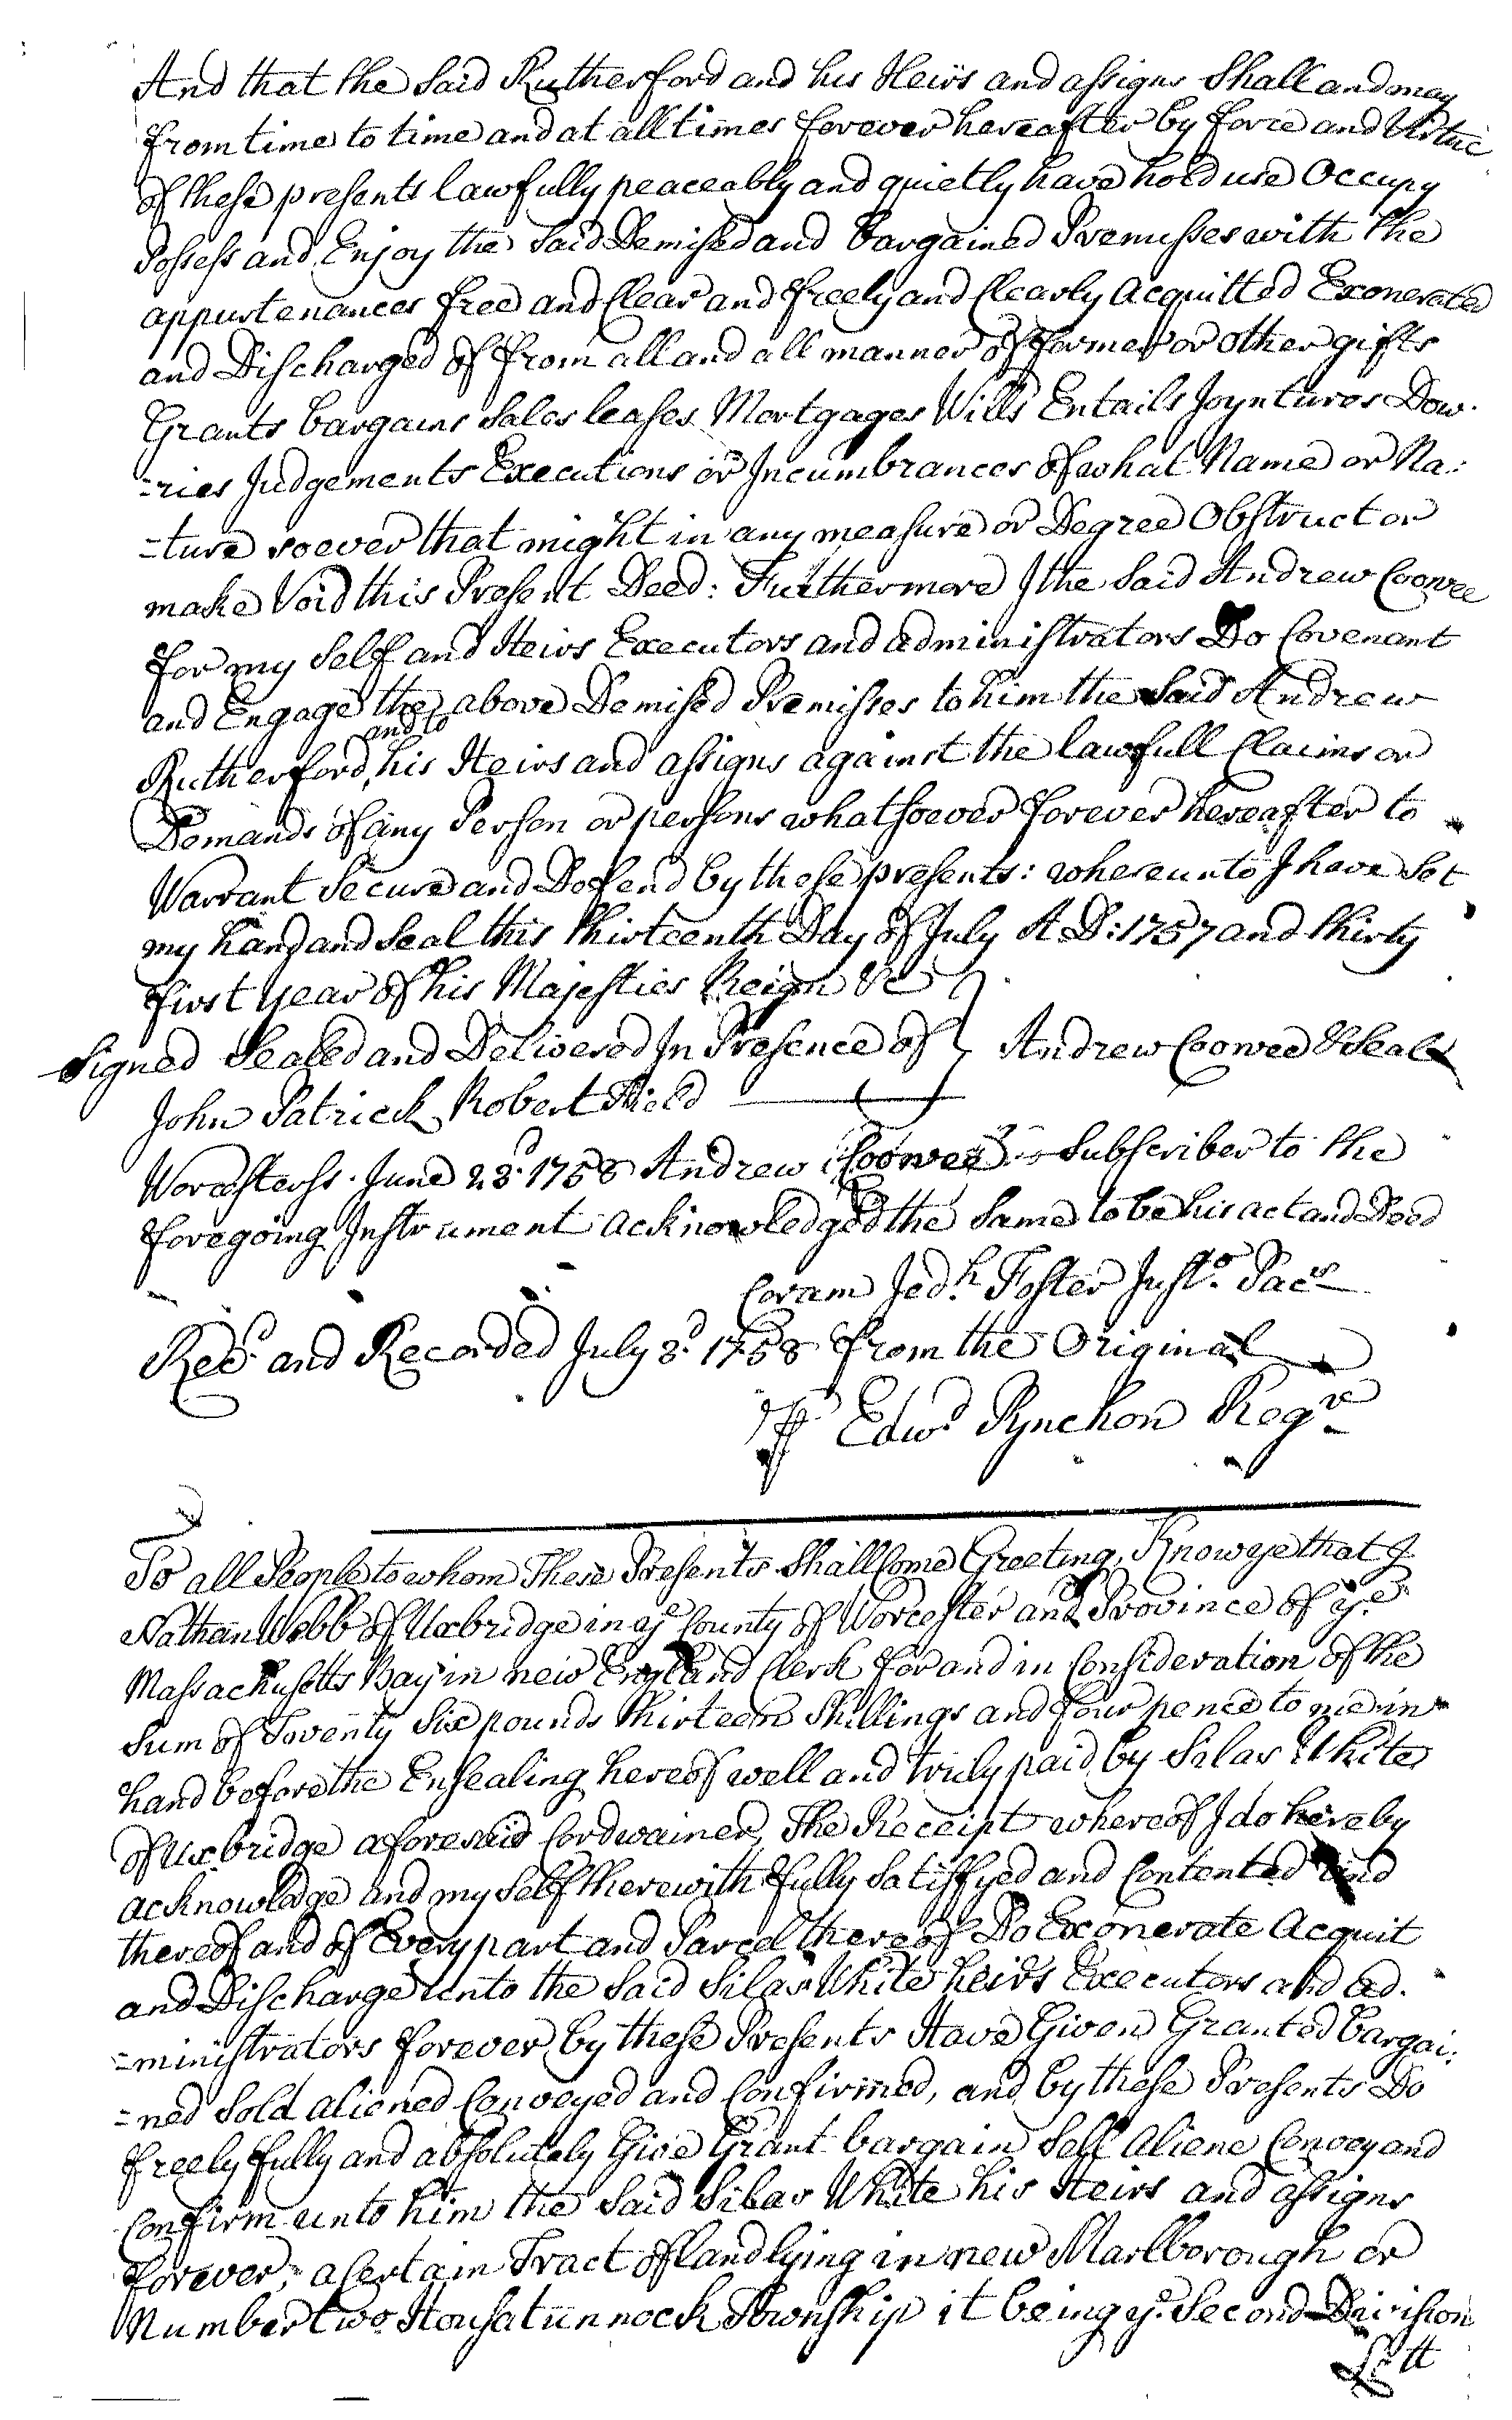 And that the Said Rutherford and his Heirs and assigns Shall and may
from time to time and at all times forever hereafter by force and Virtue
of these presents lawfully peaceably and quietly have hold use Occupy
Possess and Enjoy the Said Demised and bargained Premisses with the
appurtenances free and Clear and freely and Clearly Acquitted Exonerated
and Discharged of from all and all manner of former or other gifts
Grants bargains Sales leases Mortgages Wills Entails Joyntures Dow-
=ries Judgements Executions or Incumbrances of what Name or Na:
=ture soever that might in any measure or Degree Obstruct or
make Void this Present Deed: Furthermore I the Said Andrew Coowee
for my Self and Heirs Executors and administrators Do Covenant
and Engage the above Demised Premisses to him the Said Andrew
Rutherford and to his Heirs and assigns against the lawfull Claims or
Demands of any Person or persons whatsoever forever hereafter to
Warrant Secure and Defend by these presents: whereunto I have Set
my hand and Seal this thirteenth Day of July A.D: 1757 and thirty
first year of his Majesties Reign &c
Signed Sealed and Delivered In Presence of } Andrew Coowee & Seal
John Patrick Robert Field
Worcesterss. June 23.d 1758 Andrew Coowee Subscriber to the
foregoing Instrument acknowledged the Same to be his act and Deed
Coram Jed.h Foster Just.e Pacs
Rec.d and Recorded July 3.d 1758 from the Original
⅌ Edw.d Pynchon Reg.r
To all People to whom These Presents Shall Come Greeting, Know ye that I
Nathan Webb of Uxbridge in ye County of Worcester and Province of ye
Massachusetts Bay in new England Clerk for and in Consideration of the
Sum of Twenty Six pounds thirteen Shillings and four pence to me in
hand before the Ensealing hereof well and truly paid by Silas White
of Uxbridge aforesaid Cordwainer, The Receipt whereof I do hereby
acknowledge and my Self therewith fully Satisfyed and Contented and
thereof and of Every part and Parcel thereof Do Exonerate Acquit
and Discharge unto the Said Silas White heirs Executors and ad.
=ministrators forever by these Presents Have Given Granted bargai:
=ned Sold aliened Conveyed and Confirmed, and by these Presents Do
freely fully and absolutely Give Grant bargain Sell Aliene Convey and
Confirm unto him the Said Silas White his Heirs and assigns
forever; a Certain Tract of land lying in new Marlborough or
Number two Housatunnock Township it being ye Second Division
Lott